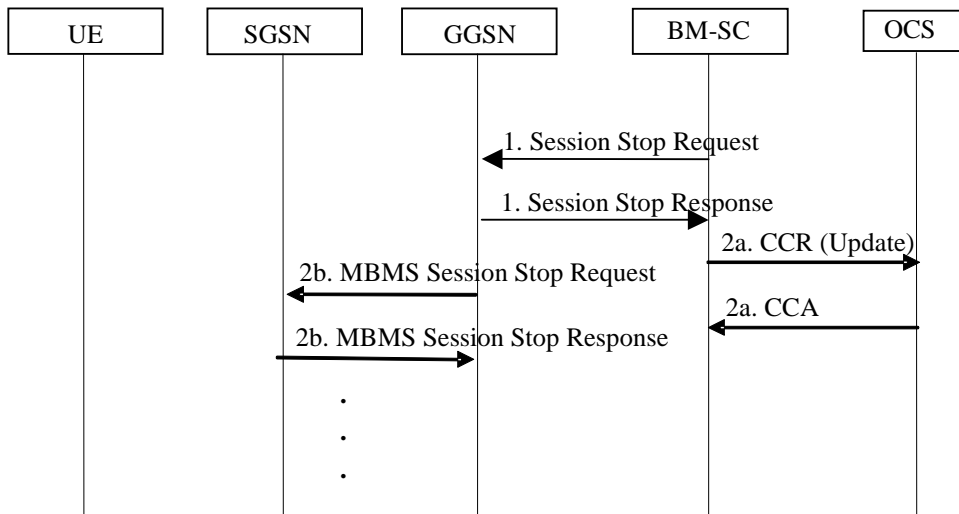 UE
SGSN
GGSN
BM-SC
OCS
1. Session Stop Request
1. Session Stop Response
2a. CCR (Update)
2b. MBMS Session Stop Request
2a. CCA
2b. MBMS Session Stop Response
.
.
.